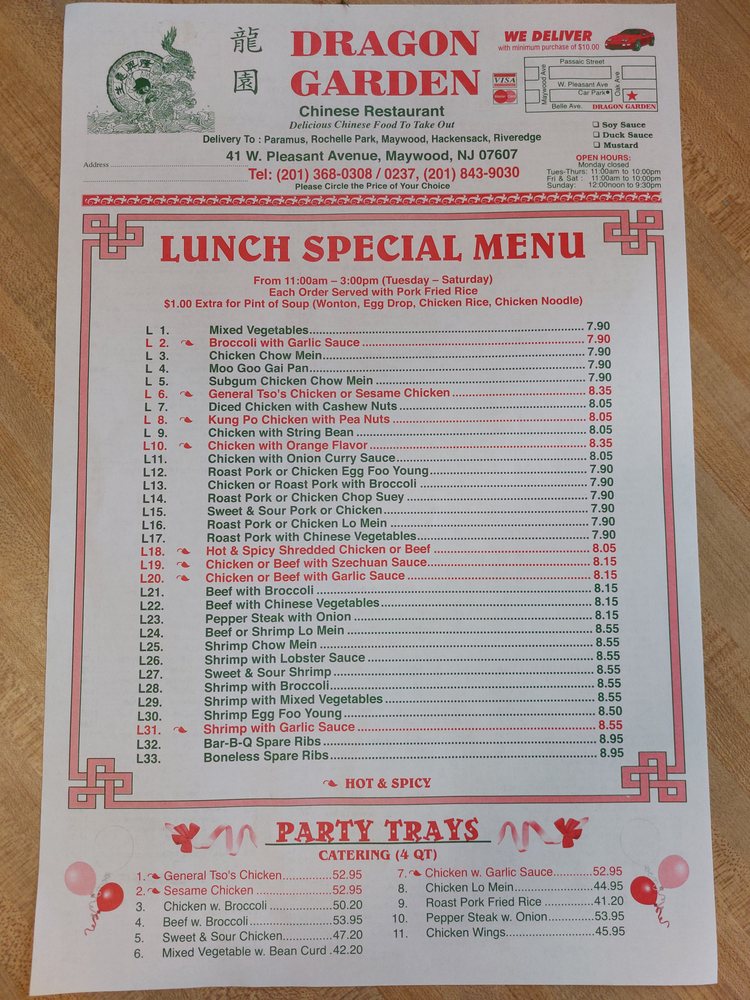 龍園
DRAGON
GARDEN
Chinese Restaurant
Delicious Chinese Food To Take Out
WE DELIVER
with minimum purchase of $10.00
VISA
MasterCard
Passaic Street
Maywood Ave
W. Pleasant Ave
Oak Ave
Car Park
Belle Ave.
DRAGON GARDEN
Delivery To : Paramus, Rochelle Park, Maywood, Hackensack, Riveredge
41 W. Pleasant Avenue, Maywood, NJ 07607
Address
Tel: (201) 368-0308 / 0237, (201) 843-9030
Please Circle the Price of Your Choice
❑ Soy Sauce
❑ Duck Sauce
❑ Mustard
OPEN HOURS:
Monday closed
Tues-Thurs: 11:00am to 10:00pm
Fri & Sat : 11:00am to 10:00pm
Sunday: 12:00noon to 9:30pm
LUNCH SPECIAL MENU
From 11:00am – 3:00pm (Tuesday – Saturday)
Each Order Served with Pork Fried Rice
$1.00 Extra for Pint of Soup (Wonton, Egg Drop, Chicken Rice, Chicken Noodle)
L 1. Mixed Vegetables 7.90
L 2. Broccoli with Garlic Sauce 7.90
L 3. Chicken Chow Mein 7.90
L 4. Moo Goo Gai Pan 7.90
L 5. Subgum Chicken Chow Mein 7.90
L 6. General Tso's Chicken or Sesame Chicken 8.35
L 7. Diced Chicken with Cashew Nuts 8.05
L 8. Kung Po Chicken with Pea Nuts 8.05
L 9. Chicken with String Bean 8.05
L10. Chicken with Orange Flavor 8.35
L11. Chicken with Onion Curry Sauce 8.05
L12. Roast Pork or Chicken Egg Foo Young 7.90
L13. Chicken or Roast Pork with Broccoli 7.90
L14. Roast Pork or Chicken Chop Suey 7.90
L15. Sweet & Sour Pork or Chicken 7.90
L16. Roast Pork or Chicken Lo Mein 7.90
L17. Roast Pork with Chinese Vegetables 7.90
L18. Hot & Spicy Shredded Chicken or Beef 8.05
L19. Chicken or Beef with Szechuan Sauce 8.15
L20. Chicken or Beef with Garlic Sauce 8.15
L21. Beef with Broccoli 8.15
L22. Beef with Chinese Vegetables 8.15
L23. Pepper Steak with Onion 8.15
L24. Beef or Shrimp Lo Mein 8.55
L25. Shrimp Chow Mein 8.55
L26. Shrimp with Lobster Sauce 8.55
L27. Sweet & Sour Shrimp 8.55
L28. Shrimp with Broccoli 8.55
L29. Shrimp with Mixed Vegetables 8.55
L30. Shrimp Egg Foo Young 8.50
L31. Shrimp with Garlic Sauce 8.55
L32. Bar-B-Q Spare Ribs 8.95
L33. Boneless Spare Ribs 8.95
HOT & SPICY
PARTY TRAYS
CATERING (4 QT)
1. General Tso's Chicken 52.95
2. Sesame Chicken 52.95
3. Chicken w. Broccoli 50.20
4. Beef w. Broccoli 53.95
5. Sweet & Sour Chicken 47.20
6. Mixed Vegetable w. Bean Curd 42.20
7. Chicken w. Garlic Sauce 52.95
8. Chicken Lo Mein 44.95
9. Roast Pork Fried Rice 41.20
10. Pepper Steak w. Onion 53.95
11. Chicken Wings 45.95